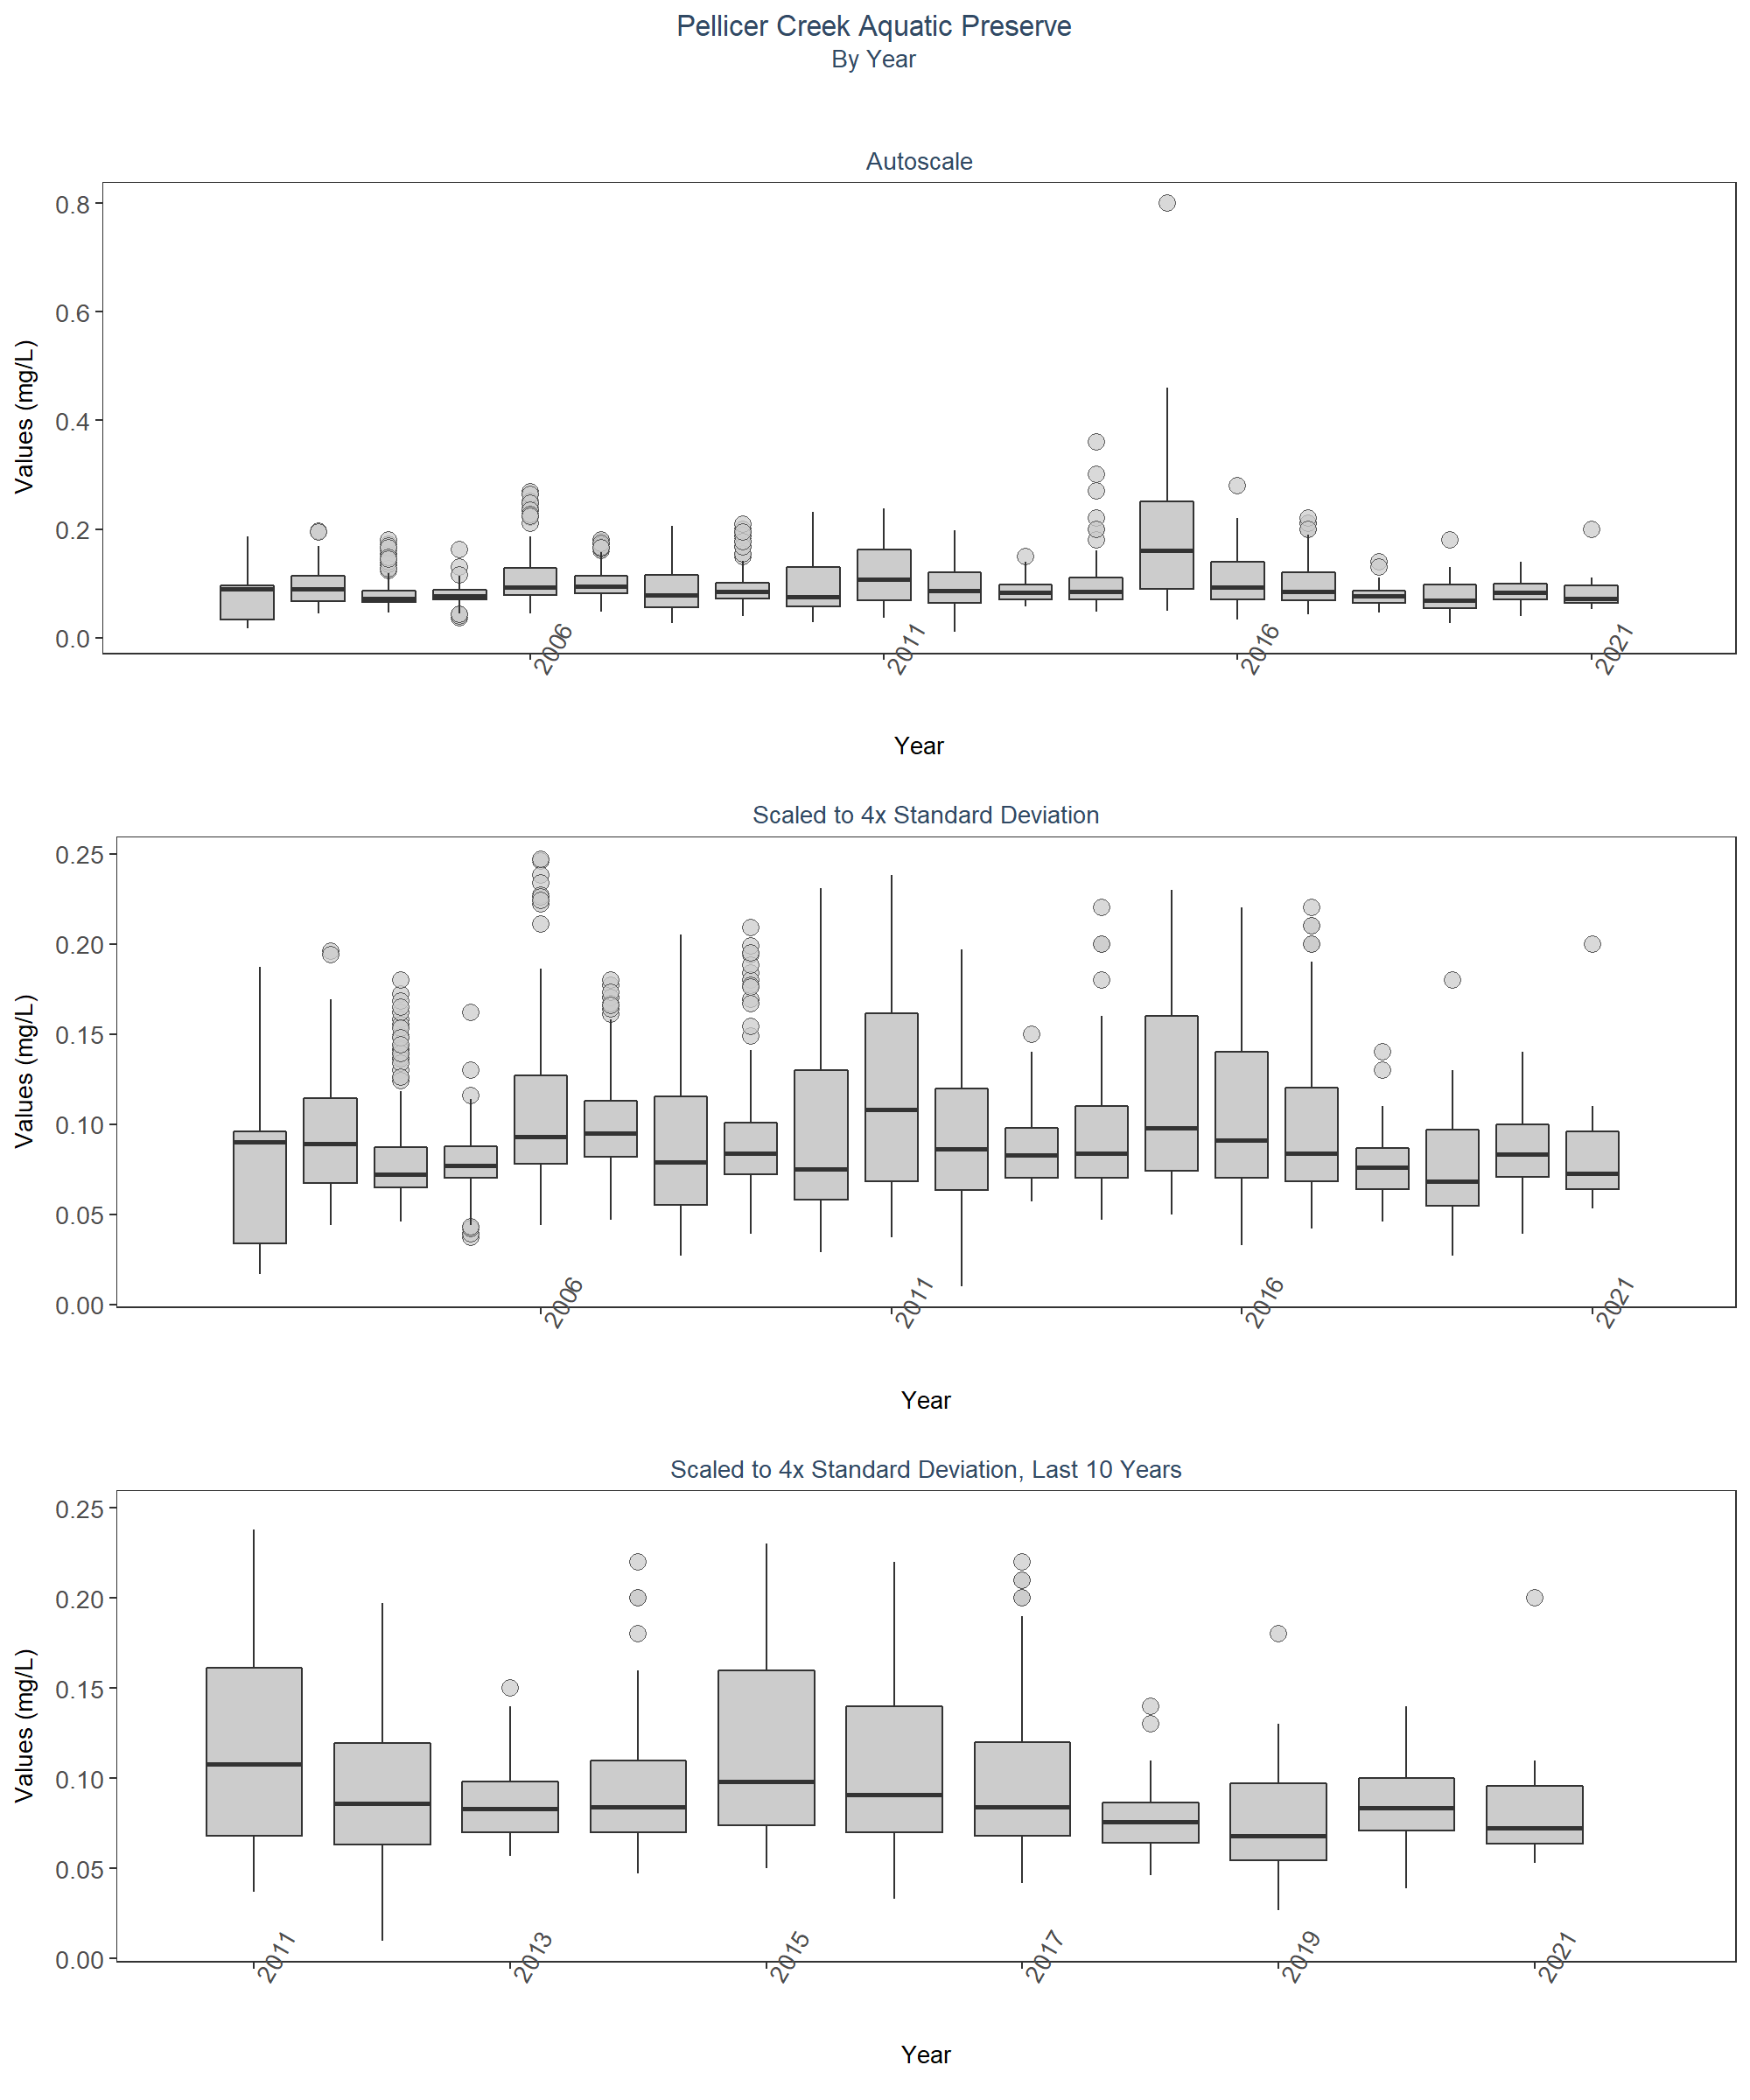 Pellicer Creek Aquatic Preserve
By Year
Autoscale
Values (mg/L)
0.8
0.6
0.4
0.2
0.0
2006 2011 2016 2021
Year
Scaled to 4x Standard Deviation
Values (mg/L)
0.25
0.20
0.15
0.10
0.05
0.00
2006 2011 2016 2021
Year
Scaled to 4x Standard Deviation, Last 10 Years
Values (mg/L)
0.25
0.20
0.15
0.10
0.05
0.00
2011 2013 2015 2017 2019 2021
Year